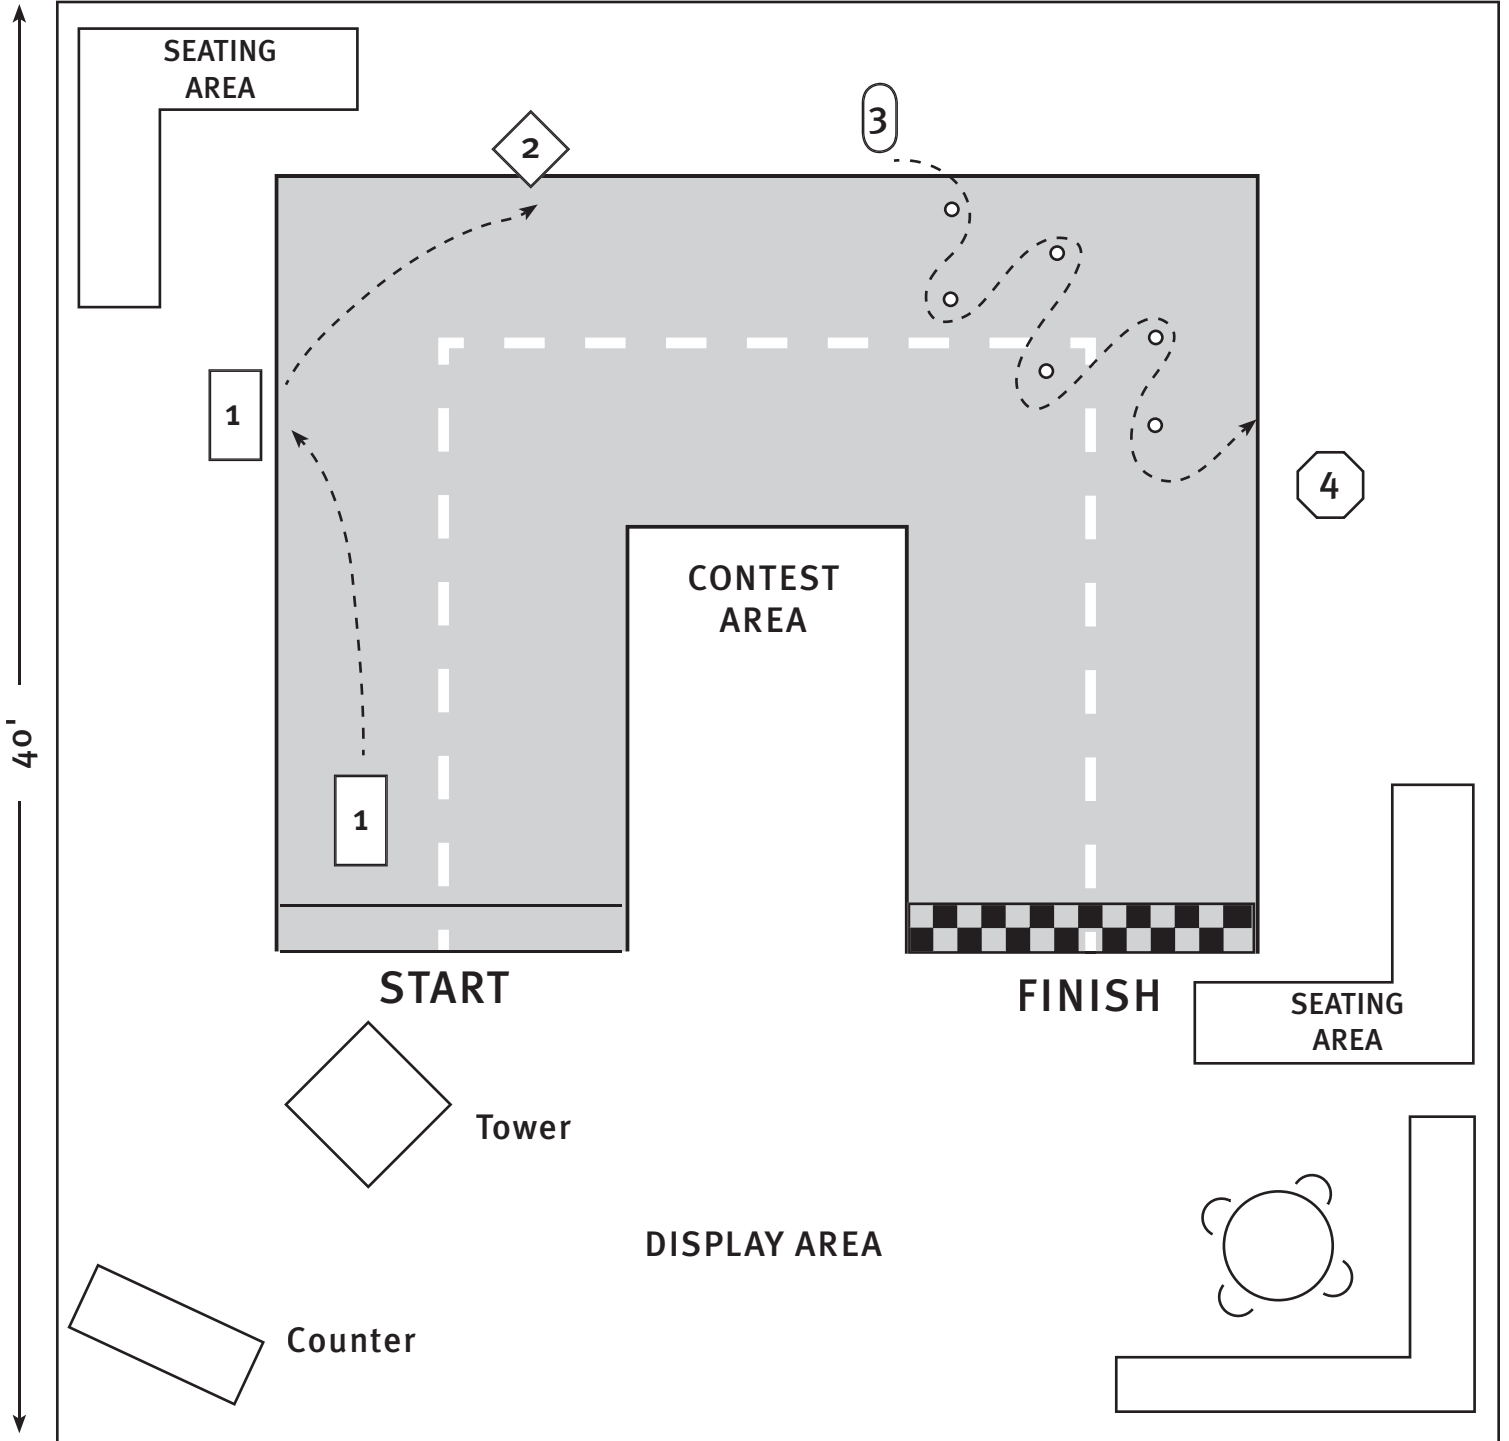 SEATING
AREA
2
3
1
4
CONTEST
AREA
40'
1
START
FINISH
SEATING
AREA
Tower
DISPLAY AREA
Counter